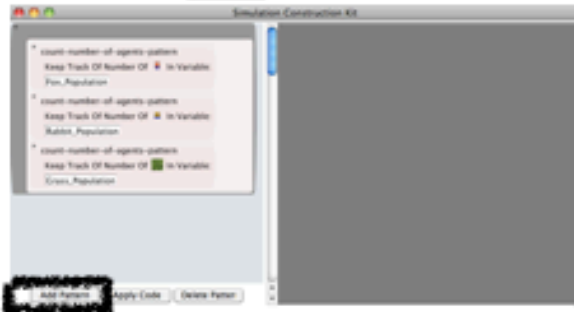 Simulation Construction Kit
count-number-of-agents-pattern
Keep Track Of Number Of In Variable:
Fox_Population
count-number-of-agents-pattern
Keep Track Of Number Of In Variable:
Rabbit_Population
count-number-of-agents-pattern
Keep Track Of Number Of In Variable:
Grass_Population
Add Pattern Apply Code Delete Patter